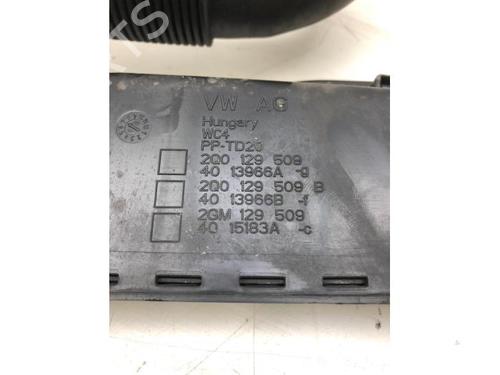 VW AG
Hungary
WC4
PP-TD20
2Q0 129 509
40 13966A -g
2Q0 129 509 B
40 13966B -f
2GM 129 509
40 15183A -c